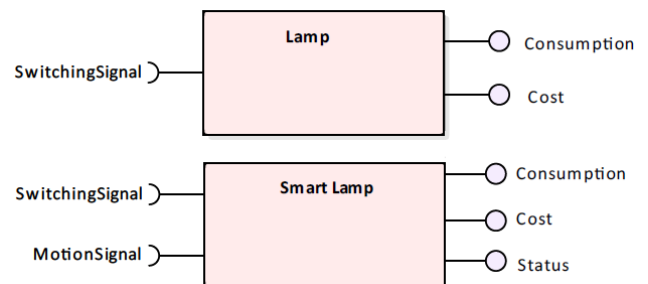 Lamp
SwitchingSignal
Consumption
Cost
Smart Lamp
SwitchingSignal
MotionSignal
Consumption
Cost
Status